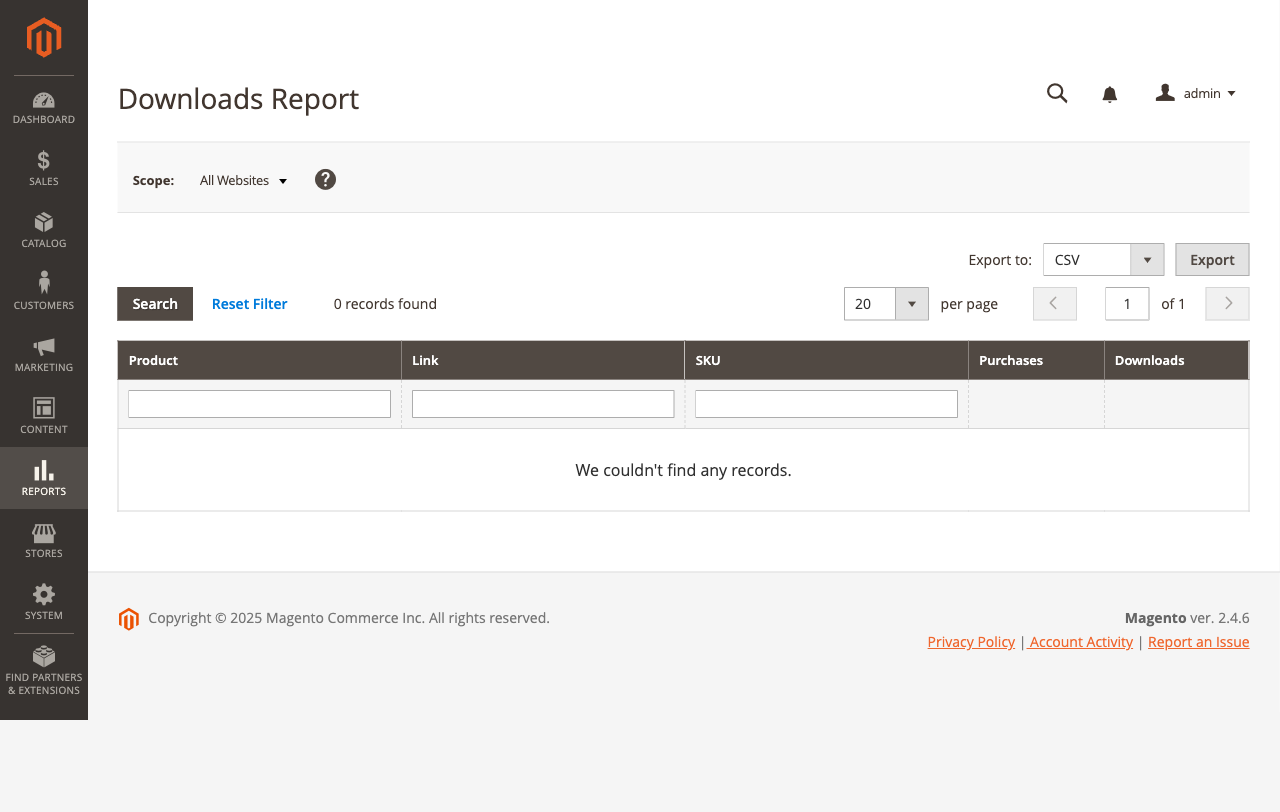 Downloads Report
admin
DASHBOARD
SALES
CATALOG
CUSTOMERS
MARKETING
CONTENT
REPORTS
STORES
SYSTEM
FIND PARTNERS
& EXTENSIONS
Scope: All Websites ?
Export to: CSV Export
Search Reset Filter 0 records found 20 per page 1 of 1
Product Link SKU Purchases Downloads
We couldn't find any records.
Copyright © 2025 Magento Commerce Inc. All rights reserved. Magento ver. 2.4.6
Privacy Policy | Account Activity | Report an Issue